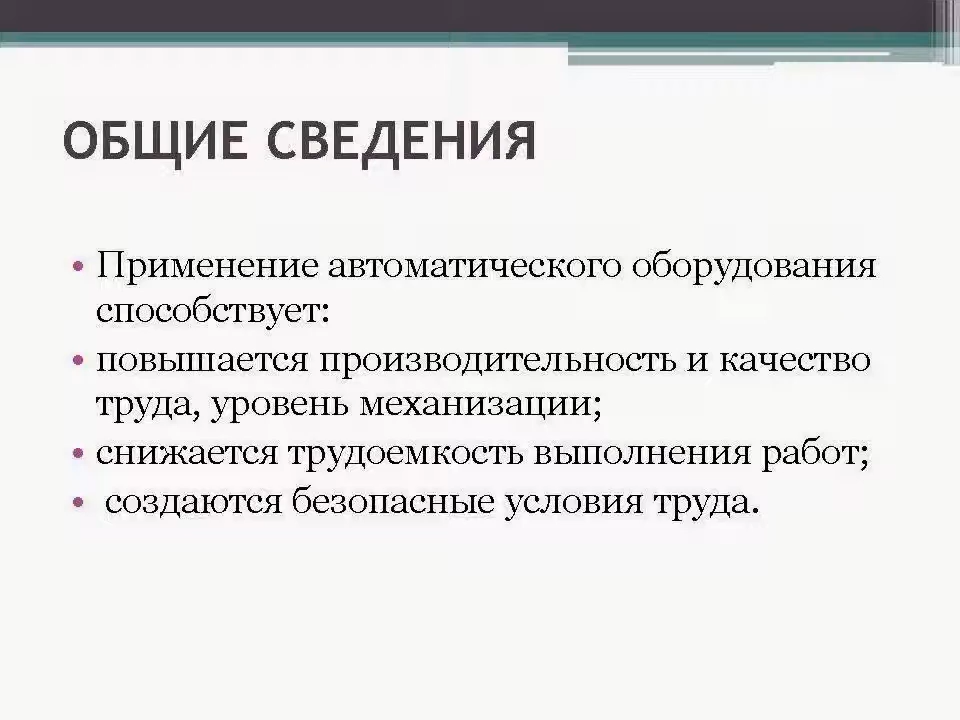 ОБЩИЕ СВЕДЕНИЯ
• Применение автоматического оборудования
способствует:
• повышается производительность и качество
труда, уровень механизации;
• снижается трудоемкость выполнения работ;
• создаются безопасные условия труда.